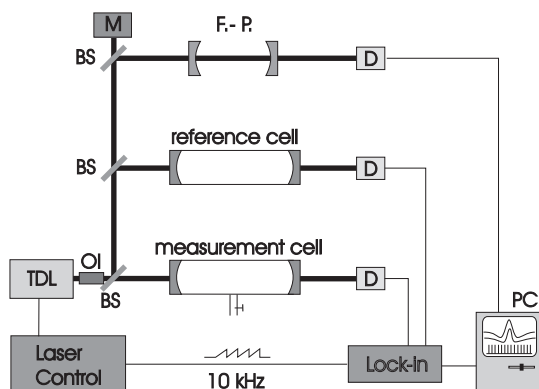 M
F.- P.
BS
D
reference cell
BS
D
measurement cell
OI
TDL
BS
D
PC
Laser
Control
10 kHz
Lock-in